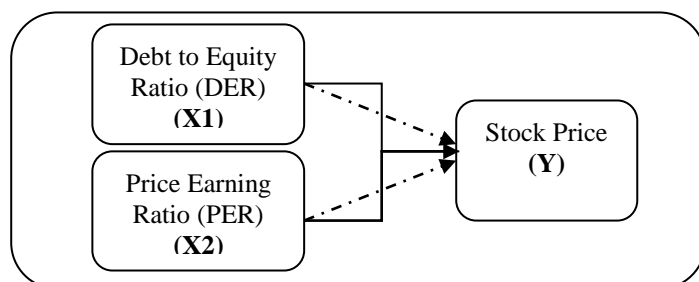 Debt to Equity
Ratio (DER)
(X1)
Price Earning
Ratio (PER)
(X2)
Stock Price
(Y)